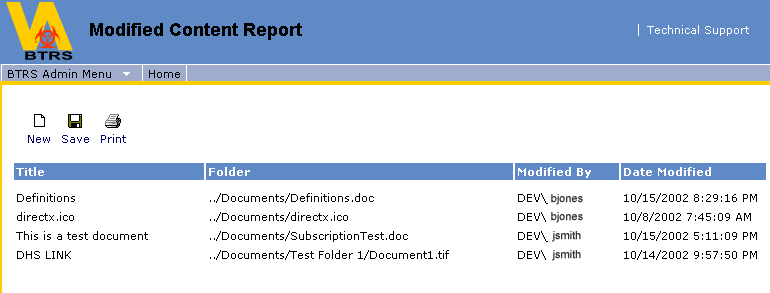 VA
BTRS
Modified Content Report
| Technical Support
BTRS Admin Menu
Home
New Save Print
Title Folder Modified By Date Modified
Definitions ../Documents/Definitions.doc DEV\ bjones 10/15/2002 8:29:16 PM
directx.ico ../Documents/directx.ico DEV\ bjones 10/8/2002 7:45:09 AM
This is a test document ../Documents/SubscriptionTest.doc DEV\ jsmith 10/15/2002 5:11:09 PM
DHS LINK ../Documents/Test Folder 1/Document1.tif DEV\ jsmith 10/14/2002 9:57:50 PM